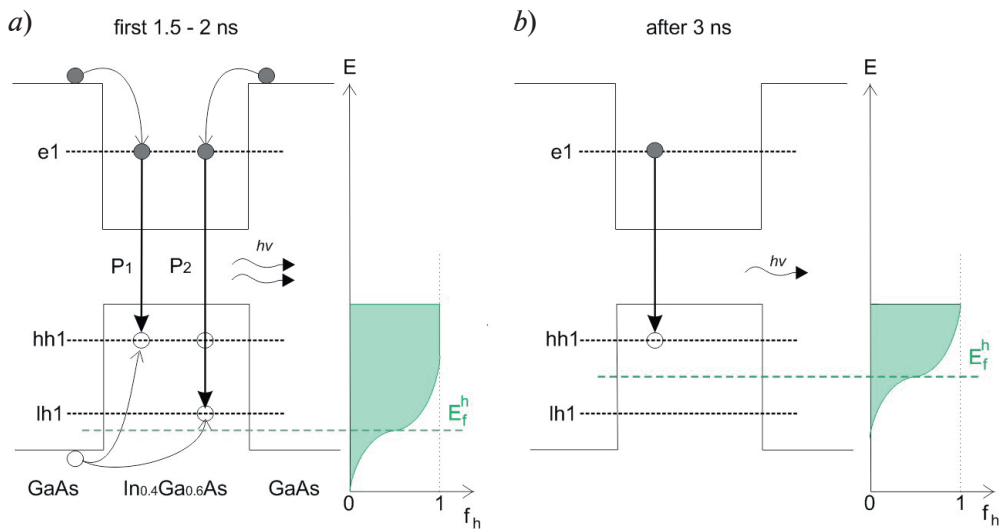 a) first 1.5 - 2 ns
E
e1
P1 P2 hν
hh1
lh1
E_f^h
GaAs In0.4Ga0.6As GaAs
0 1
f_h
b) after 3 ns
E
e1
hν
hh1
E_f^h
lh1
0 1
f_h